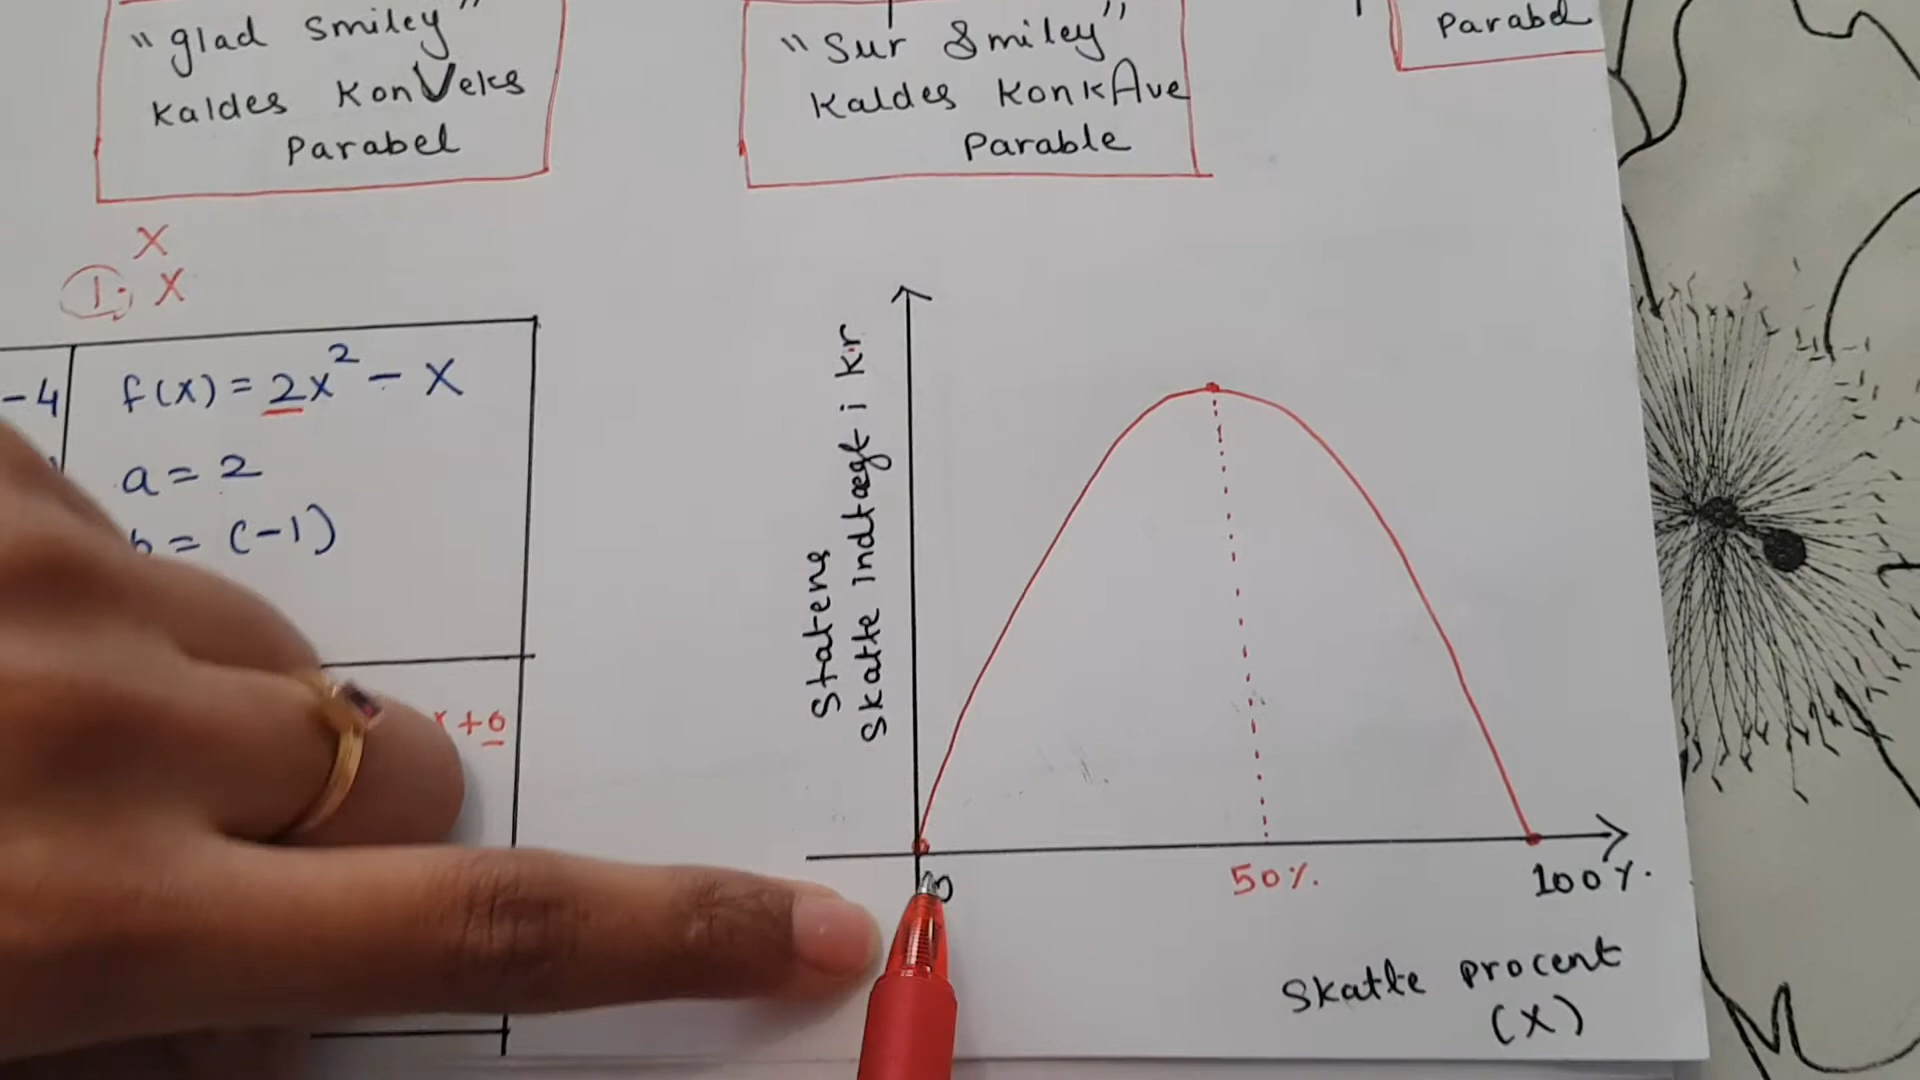 "glad smiley"
kaldes konVeks
parabel
"Sur Smiley"
kaldes konkAve
Parable
Parabel
X
1. X
-4
f(x) = 2x² - x
a = 2
b = (-1)
x + 0
Statens
skatte indtægt i kr
0
50%.
100%.
Skatte procent
(X)